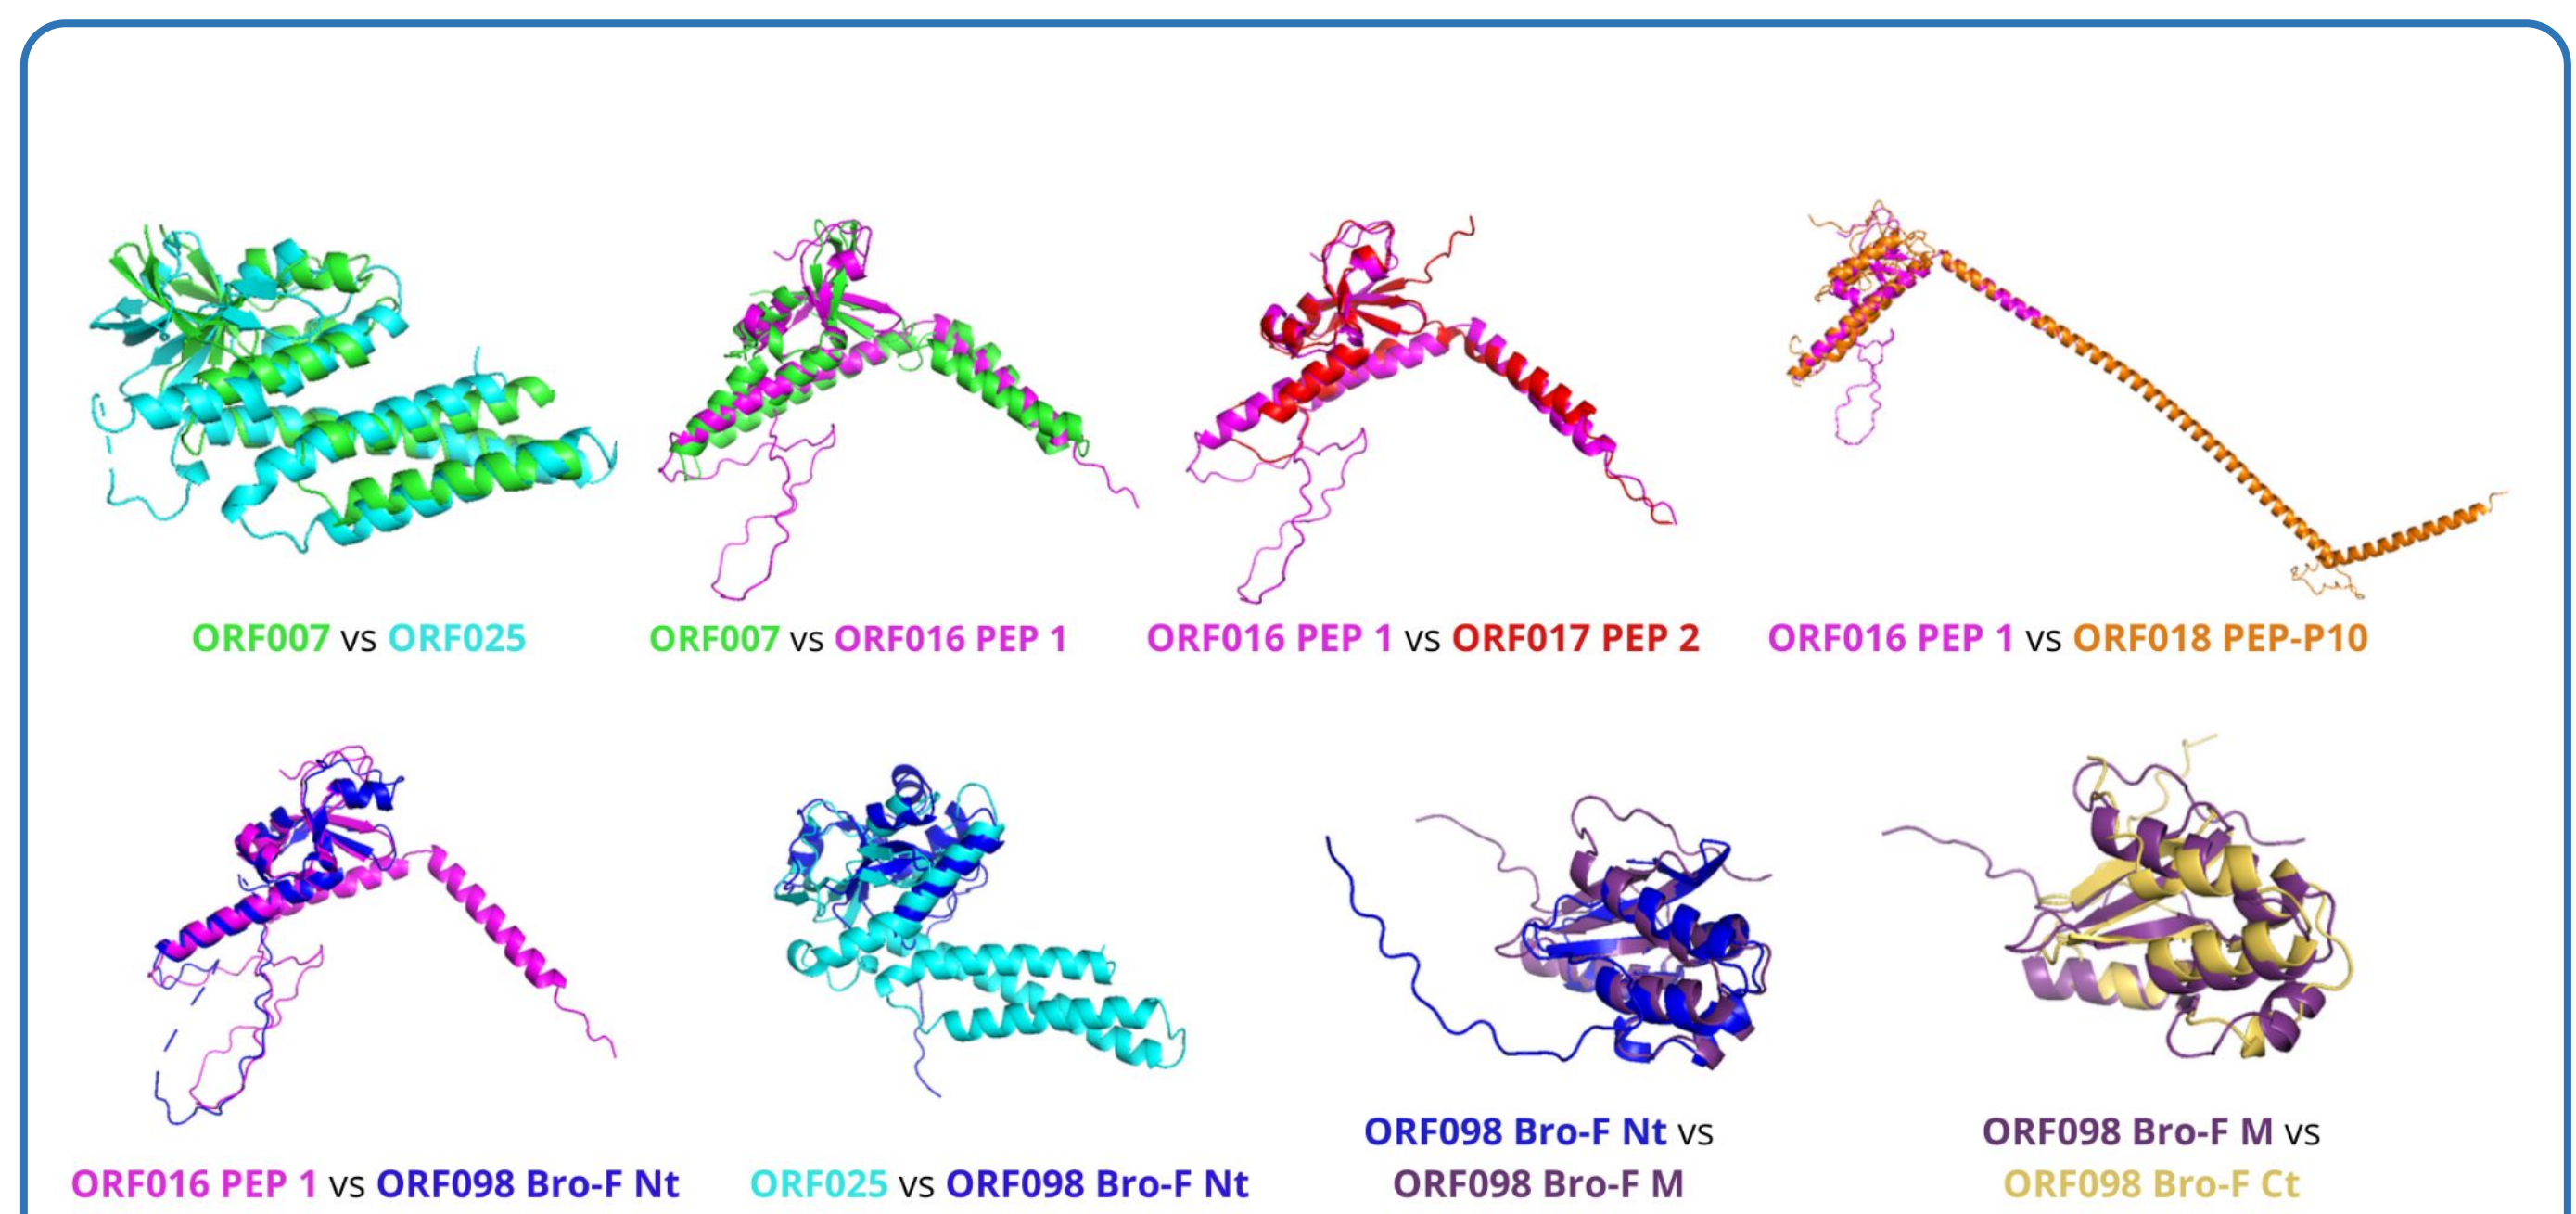 ORF007 vs ORF025
ORF007 vs ORF016 PEP 1
ORF016 PEP 1 vs ORF017 PEP 2
ORF016 PEP 1 vs ORF018 PEP-P10
ORF016 PEP 1 vs ORF098 Bro-F Nt
ORF025 vs ORF098 Bro-F Nt
ORF098 Bro-F Nt vs
ORF098 Bro-F M
ORF098 Bro-F M vs
ORF098 Bro-F Ct